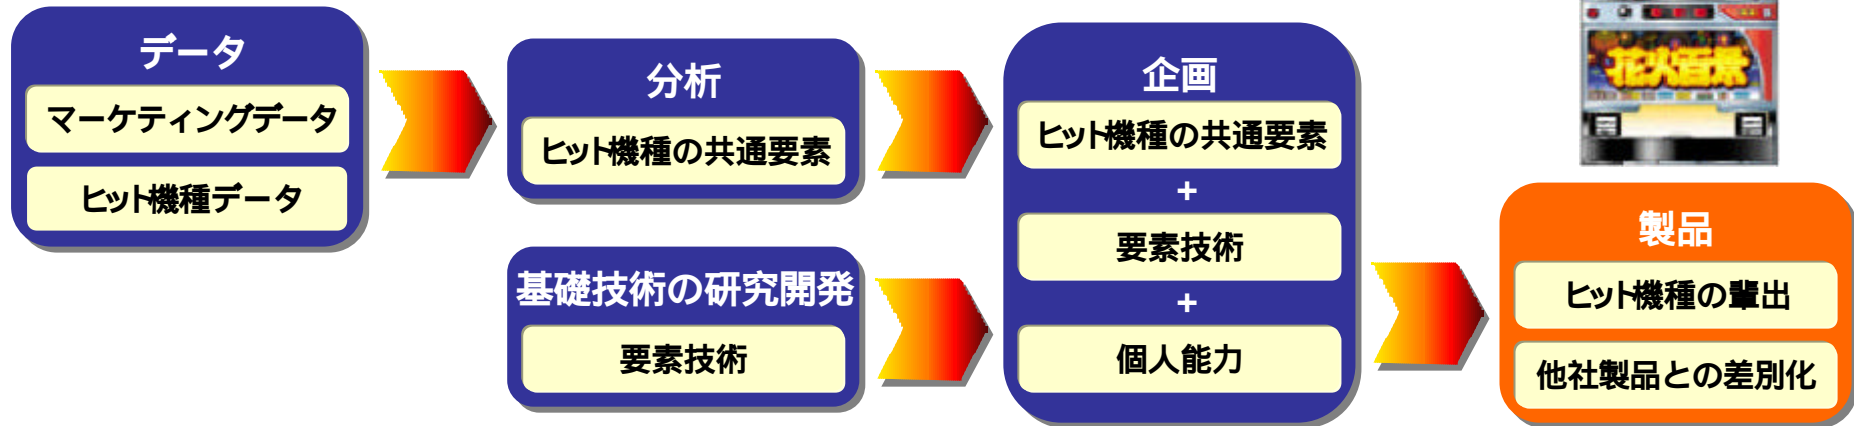 データ
マーケティングデータ
ヒット機種データ
分析
ヒット機種の共通要素
基礎技術の研究開発
要素技術
企画
ヒット機種の共通要素
+
要素技術
+
個人能力
花火百景
製品
ヒット機種の輩出
他社製品との差別化